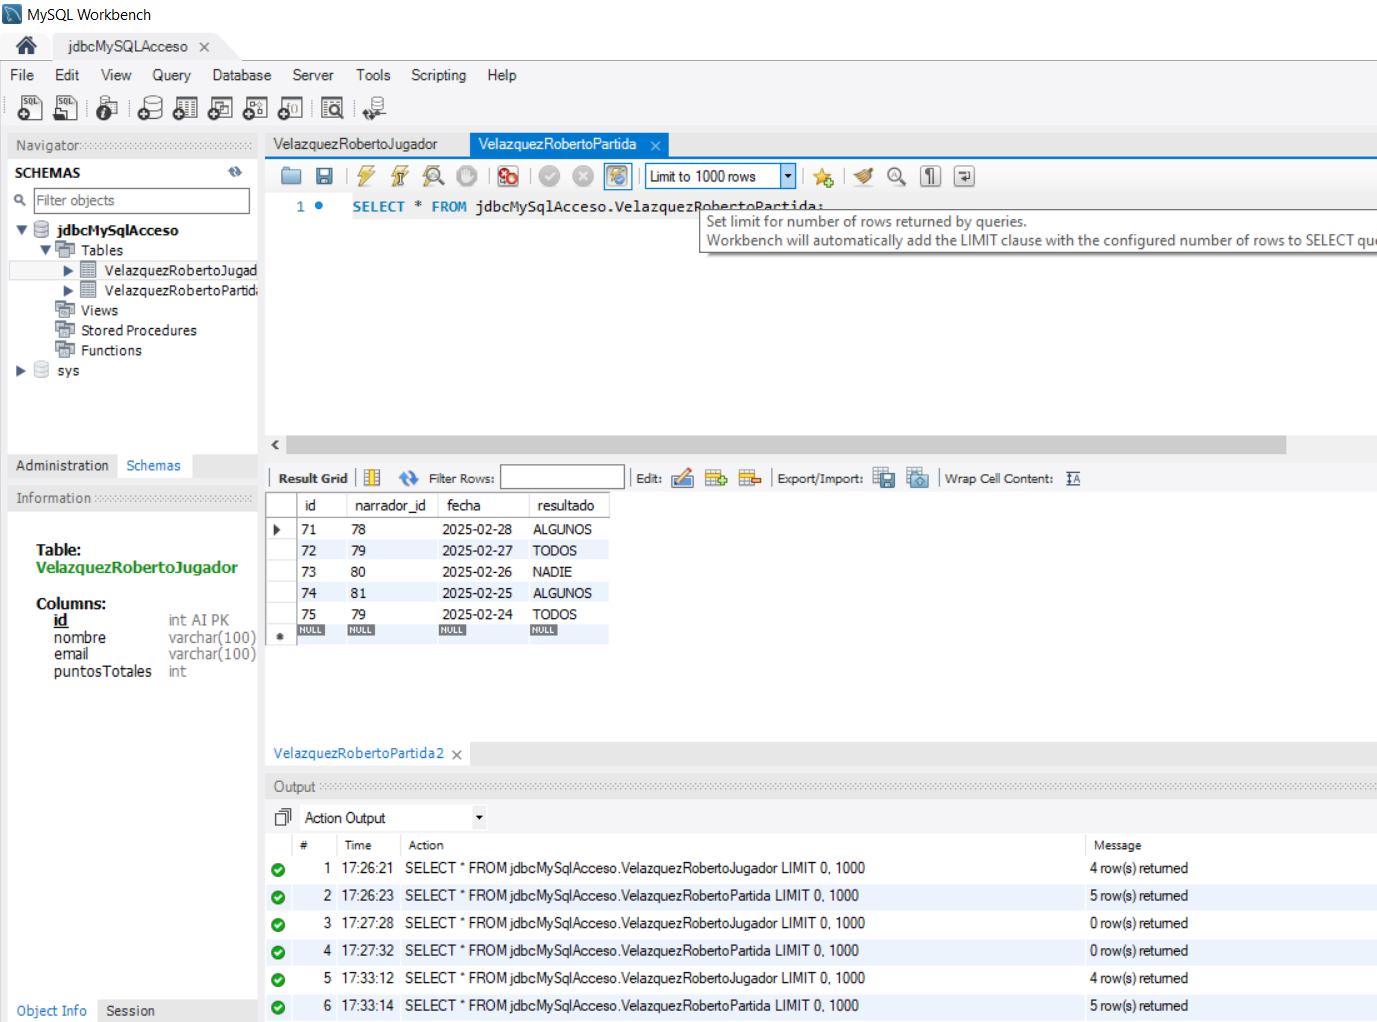 MySQL Workbench
jdbcMySQLAcceso
File Edit View Query Database Server Tools Scripting Help
Navigator
SCHEMAS
Filter objects
jdbcMySqlAcceso
Tables
VelazquezRobertoJugad
VelazquezRobertoPartida
Views
Stored Procedures
Functions
sys
Administration Schemas
Information
Table:
VelazquezRobertoJugador
Columns:
id int AI PK
nombre varchar(100)
email varchar(100)
puntosTotales int
Object Info Session
VelazquezRobertoJugador VelazquezRobertoPartida
Limit to 1000 rows
1 SELECT * FROM jdbcMySqlAcceso.VelazquezRobertoPartida;
Set limit for number of rows returned by queries.
Workbench will automatically add the LIMIT clause with the configured number of rows to SELECT que
Result Grid Filter Rows: Edit: Export/Import: Wrap Cell Content:
id narrador_id fecha resultado
71 78 2025-02-28 ALGUNOS
72 79 2025-02-27 TODOS
73 80 2025-02-26 NADIE
74 81 2025-02-25 ALGUNOS
75 79 2025-02-24 TODOS
NULL NULL NULL NULL
VelazquezRobertoPartida2
Output
Action Output
# Time Action Message
1 17:26:21 SELECT * FROM jdbcMySqlAcceso.VelazquezRobertoJugador LIMIT 0, 1000 4 row(s) returned
2 17:26:23 SELECT * FROM jdbcMySqlAcceso.VelazquezRobertoPartida LIMIT 0, 1000 5 row(s) returned
3 17:27:28 SELECT * FROM jdbcMySqlAcceso.VelazquezRobertoJugador LIMIT 0, 1000 0 row(s) returned
4 17:27:32 SELECT * FROM jdbcMySqlAcceso.VelazquezRobertoPartida LIMIT 0, 1000 0 row(s) returned
5 17:33:12 SELECT * FROM jdbcMySqlAcceso.VelazquezRobertoJugador LIMIT 0, 1000 4 row(s) returned
6 17:33:14 SELECT * FROM jdbcMySqlAcceso.VelazquezRobertoPartida LIMIT 0, 1000 5 row(s) returned